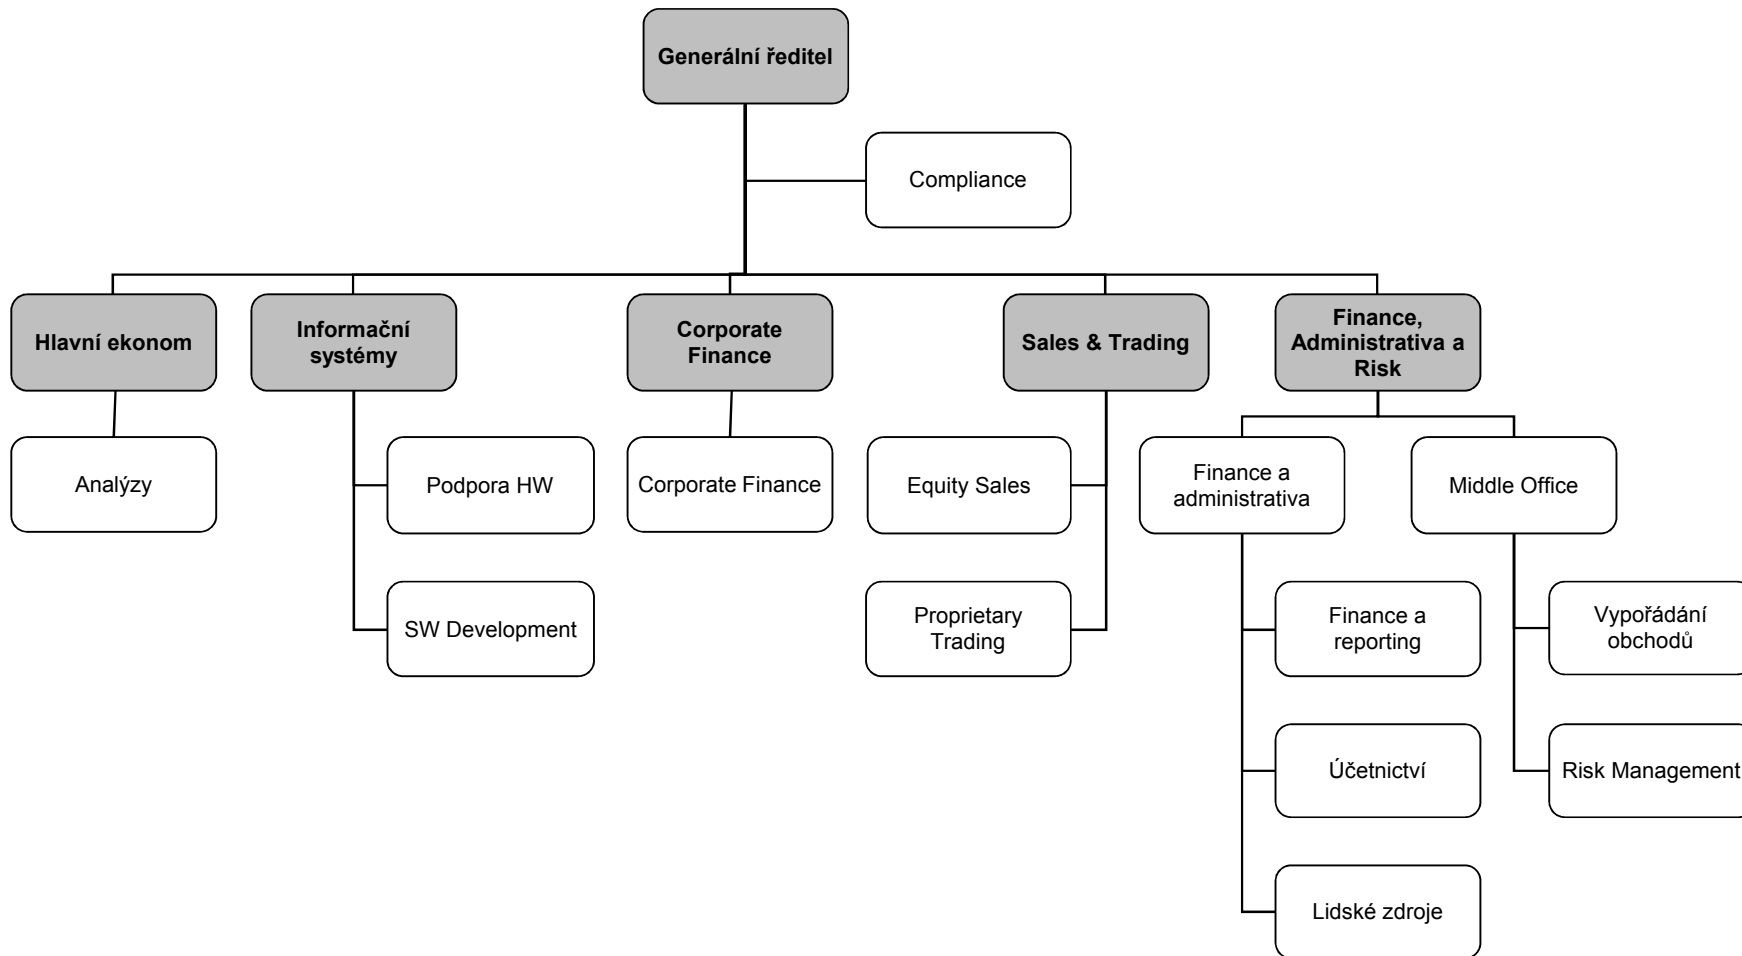 Generální ředitel
Compliance
Hlavní ekonom
Informační
systémy
Corporate
Finance
Sales & Trading
Finance,
Administrativa a
Risk
Analýzy
Podpora HW
Corporate Finance
Equity Sales
Finance a
administrativa
Middle Office
SW Development
Proprietary
Trading
Finance a
reporting
Vypořádání
obchodů
Účetnictví
Risk Management
Lidské zdroje